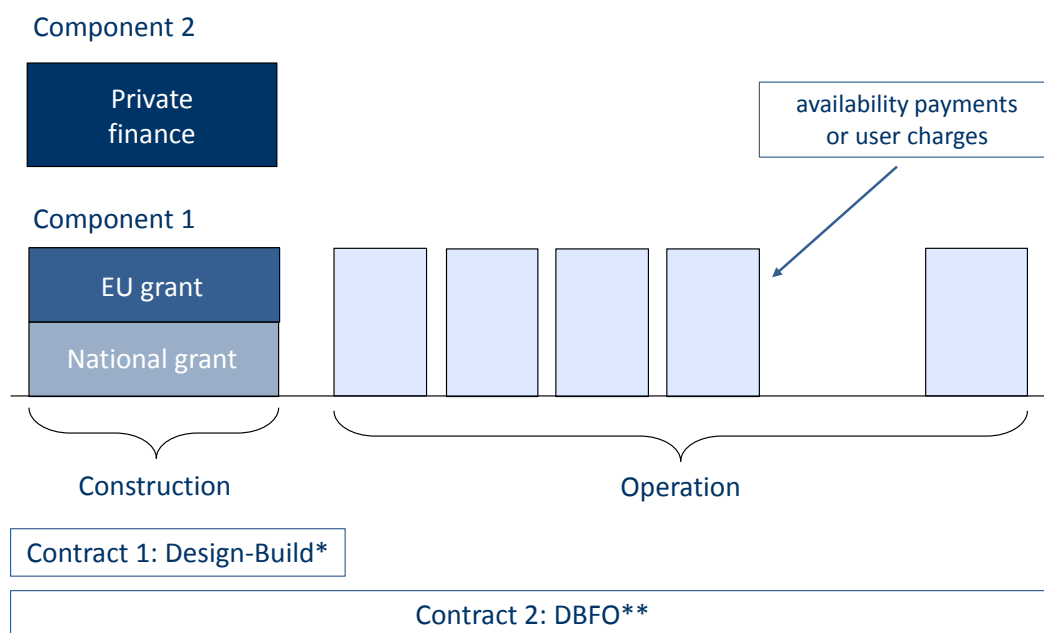 Component 2
Private
finance
availability payments
or user charges
Component 1
EU grant
National grant
Construction
Operation
Contract 1: Design-Build*
Contract 2: DBFO**